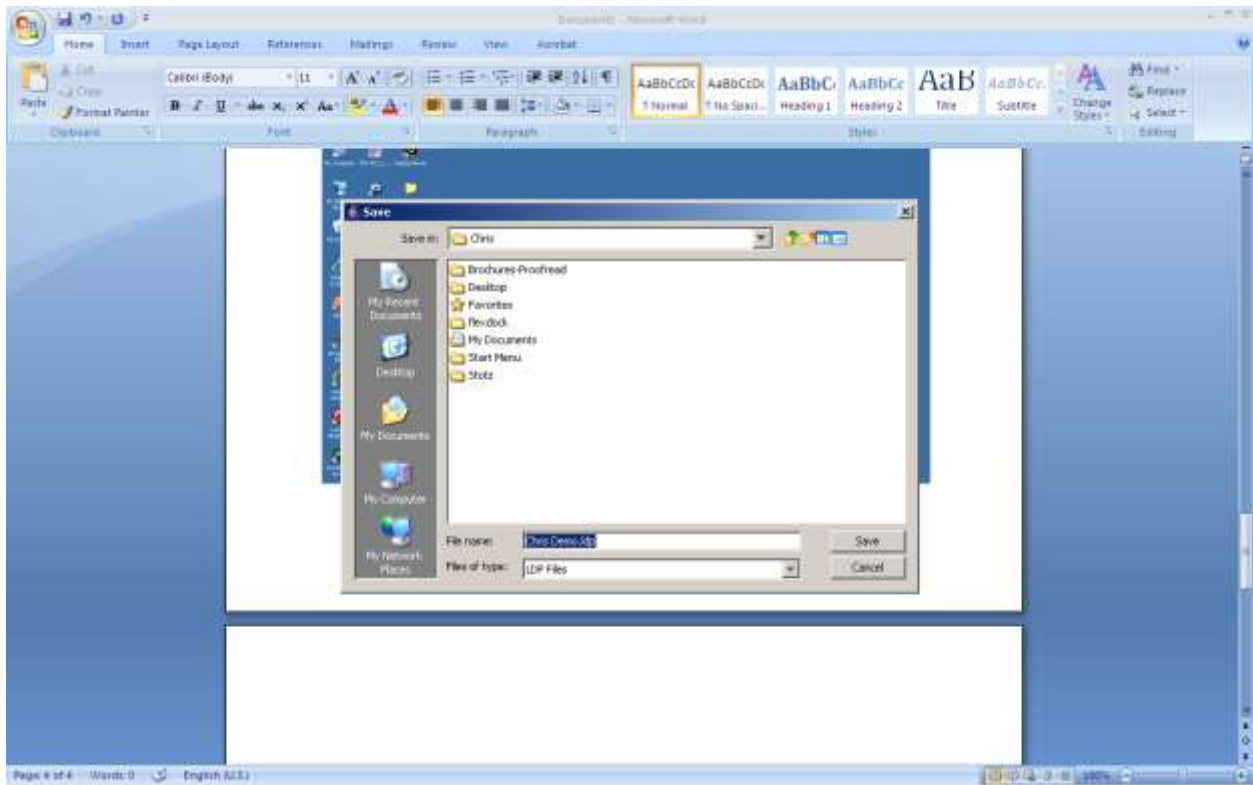 Document2 - Microsoft Word
Home Insert Page Layout References Mailings Review View Acrobat
Cut
Copy
Format Painter
Paste
Clipboard
Calibri (Body) 11
Font
Paragraph
AaBbCcDc AaBbCcDc AaBbC AaBbCc AaB AaBbCc.
¶ Normal ¶ No Spaci... Heading 1 Heading 2 Title Subtitle
Change Styles
Styles
Find
Replace
Select
Editing
Save
Save in: Chris
My Recent Documents
Desktop
My Documents
My Computer
My Network Places
Brochures-Proofread
Desktop
Favorites
flexdock
My Documents
Start Menu
Stotz
File name: Chris Demo.ldp
Save
Files of type: LDP Files
Cancel
Page: 4 of 4 Words: 0 English (U.S.) 100%